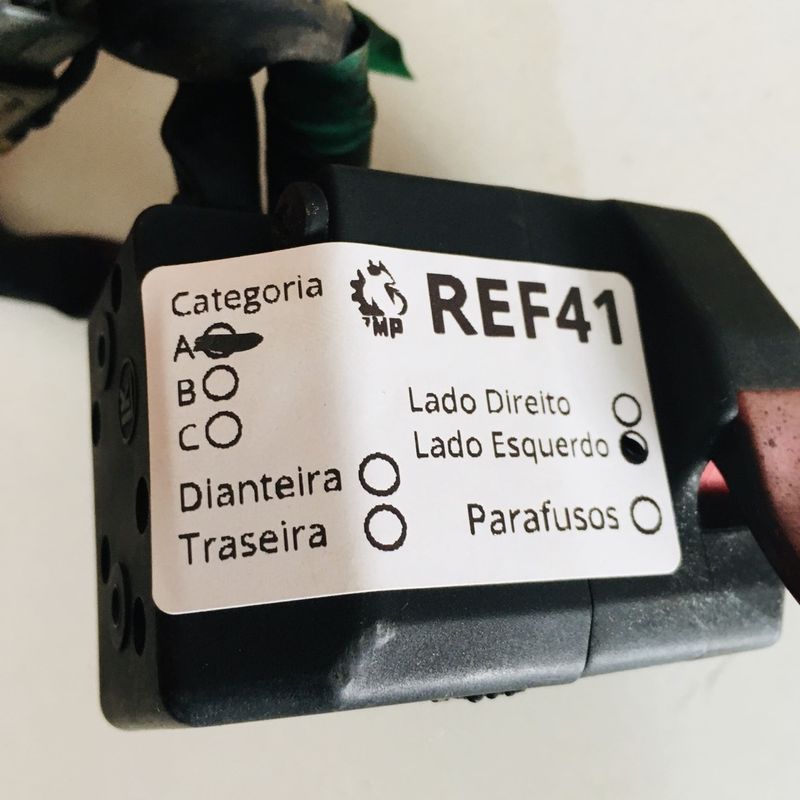 Categoria
A
B
C
Dianteira
Traseira
MP
REF41
Lado Direito
Lado Esquerdo
Parafusos